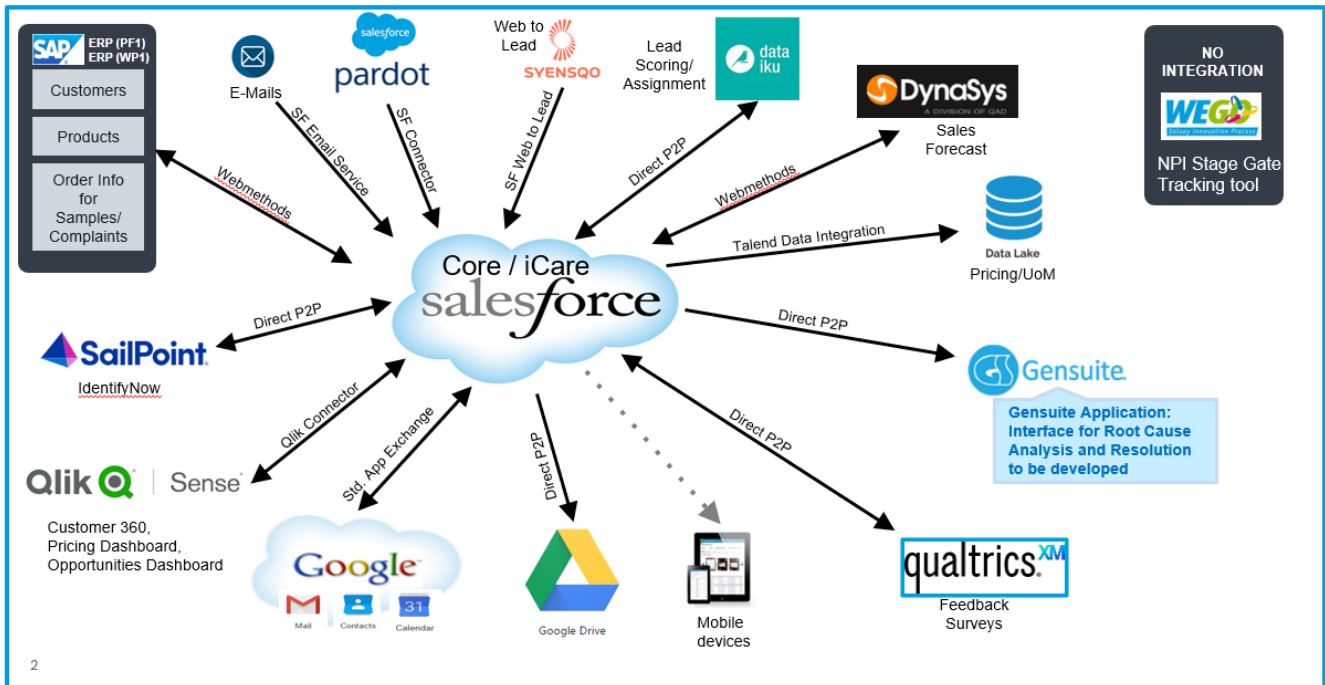 SAP
ERP (PF1)
ERP (WP1)
Customers
Products
Order Info
for
Samples/
Complaints
E-Mails
salesforce
pardot
Web to
Lead
SYENSQO
Lead
Scoring/
Assignment
data
iku
DynaSys
A DIVISION OF QAD
Sales
Forecast
NO
INTEGRATION
WEGO
Solvay Innovation Process
NPI Stage Gate
Tracking tool
Webmethods
SF Email Service
SF Connector
SF Web to Lead
Direct P2P
Webmethods
Talend Data Integration
Data Lake
Pricing/UoM
Core / iCare
salesforce
Direct P2P
SailPoint.
IdentifyNow
Direct P2P
Gensuite.
Gensuite Application:
Interface for Root Cause
Analysis and Resolution
to be developed
Qlik Connector
Qlik Q | Sense
Customer 360,
Pricing Dashboard,
Opportunities Dashboard
Std. App Exchange
Google™
Mail
Contacts
31
Calendar
Direct P2P
Google Drive
Mobile
devices
Direct P2P
qualtrics.XM
Feedback
Surveys
2